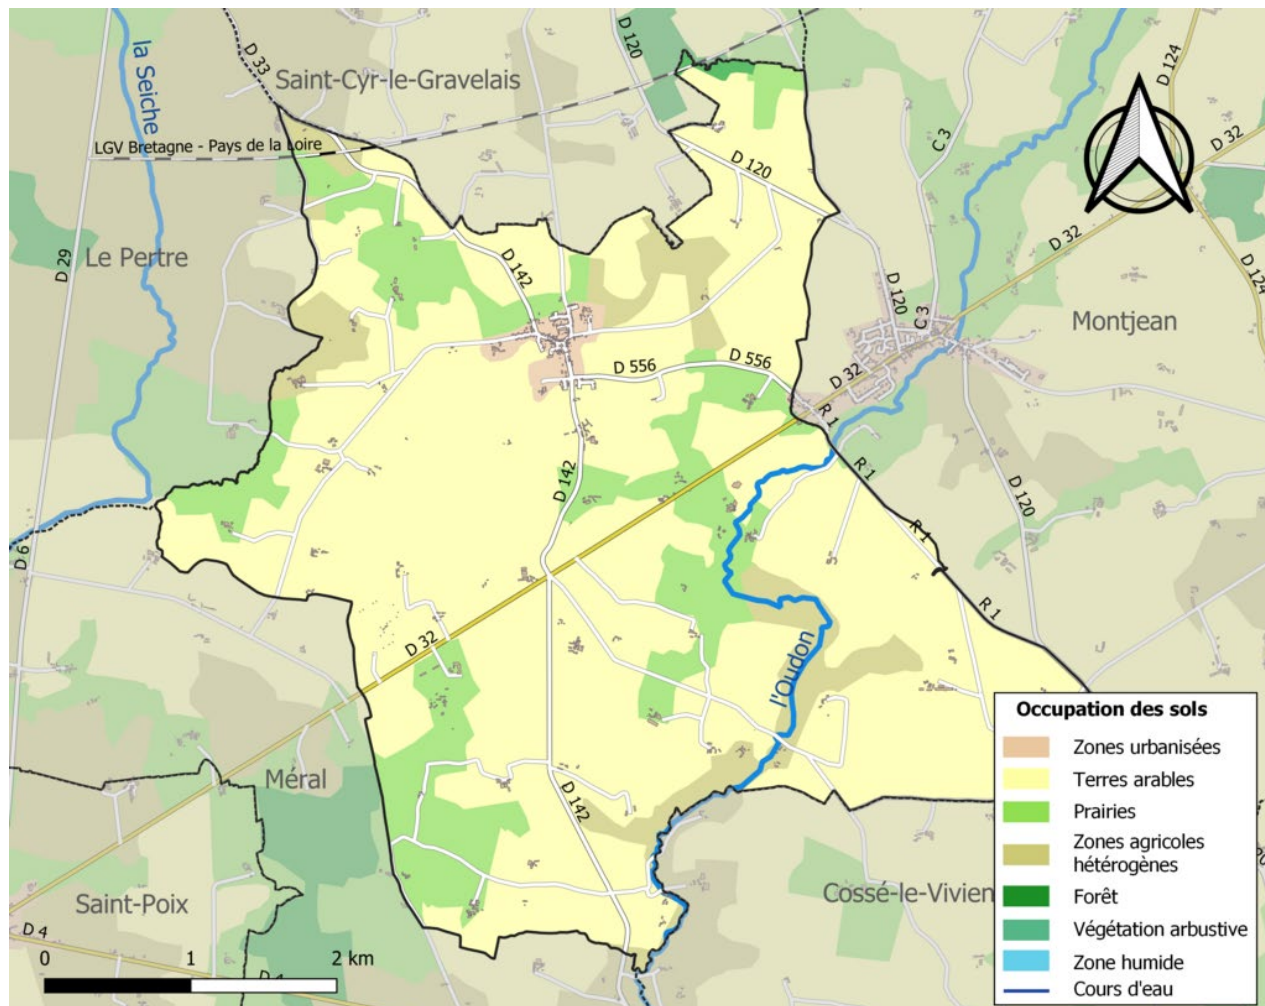 D 120
D 124
la Seiche
D 33
Saint-Cyr-le-Gravelais
LGV Bretagne - Pays de la Loire
C 3
D 32
D 120
D 29
Le Pertre
D 142
D 32
D 124
D 120
C 3
Montjean
D 556
D 556
D 32
R 1
D 142
R 1
D 120
R 1
D 6
R 1
D 32
l'Oudon
Méral
D 142
Saint-Poix
Cossé-le-Vivien
D 4
0 1 2 km
Occupation des sols
Zones urbanisées
Terres arables
Prairies
Zones agricoles
hétérogènes
Forêt
Végétation arbustive
Zone humide
Cours d'eau